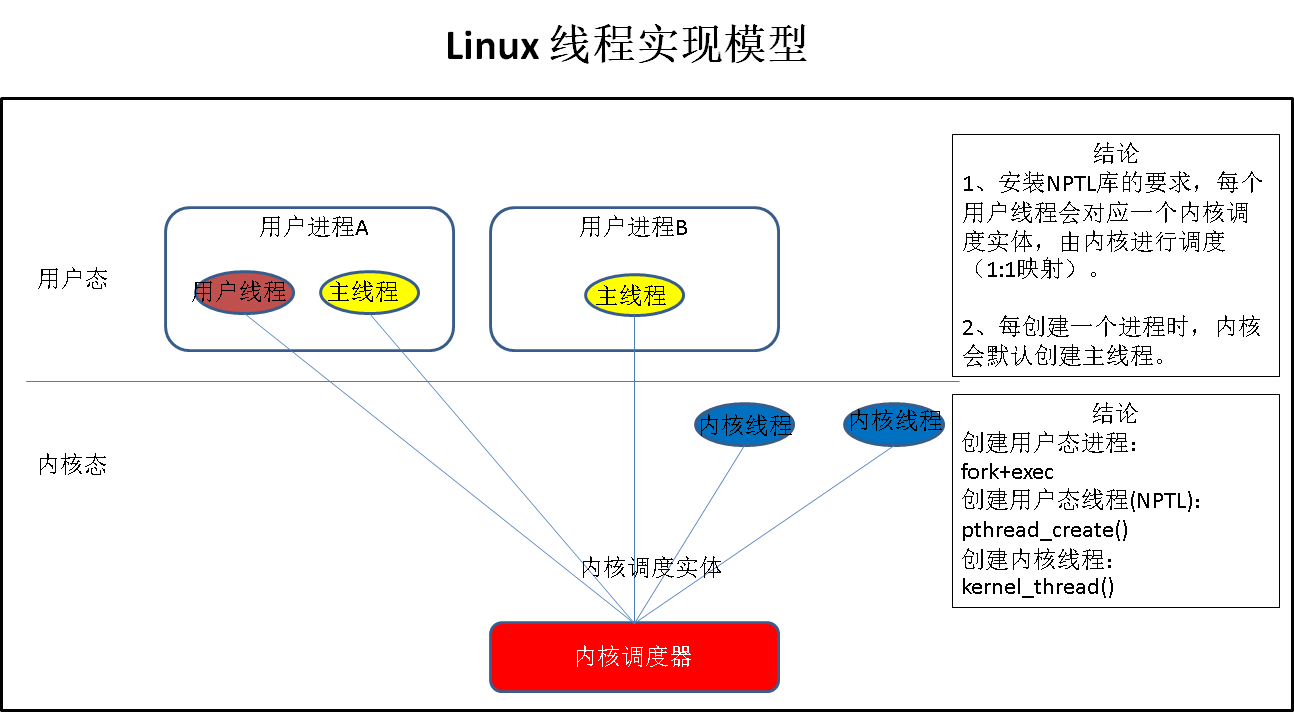 Linux 线程实现模型
用户进程A
用户进程B
用户态
用户线程
主线程
主线程
内核态
内核线程
内核线程
内核调度实体
内核调度器
结论
1、安装NPTL库的要求，每个
用户线程会对应一个内核调
度实体，由内核进行调度
（1:1映射）。
2、每创建一个进程时，内核
会默认创建主线程。
结论
创建用户态进程：
fork+exec
创建用户态线程(NPTL)：
pthread_create()
创建内核线程：
kernel_thread()